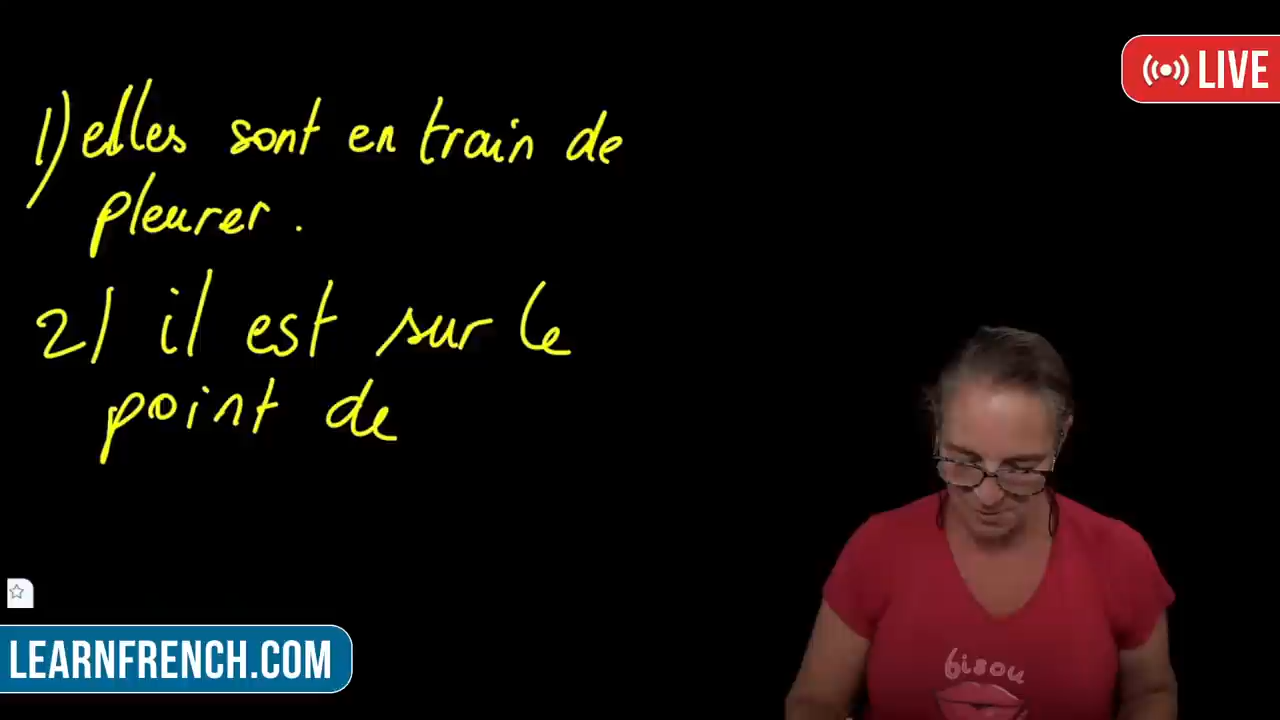 LIVE
1) elles sont en train de
pleurer.
2) il est sur le
point de
bisou
LEARNFRENCH.COM